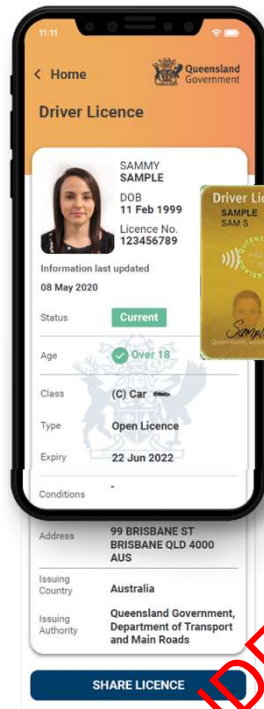 11:11
Home
Queensland
Government
Driver Licence
SAMMY
SAMPLE
DOB
11 Feb 1999
Licence No.
123456789
Driver Lic
SAMPLE
SAM S
Sample
Information last updated
08 May 2020
Status Current
Age Over 18
Class (C) Car
Type Open Licence
Expiry 22 Jun 2022
Conditions -
Address 99 BRISBANE ST
BRISBANE QLD 4000
AUS
Issuing
Country Australia
Issuing
Authority Queensland Government,
Department of Transport
and Main Roads
SHARE LICENCE